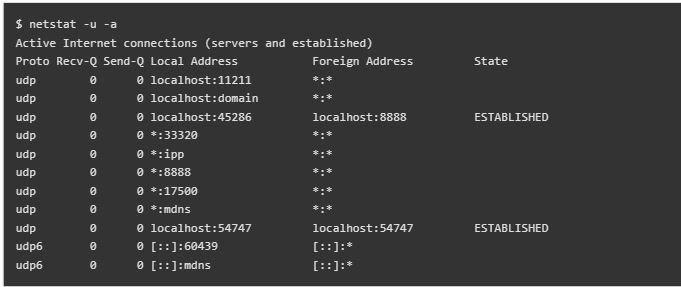 $ netstat -u -a
Active Internet connections (servers and established)
Proto Recv-Q Send-Q Local Address Foreign Address State
udp 0 0 localhost:11211 *:*
udp 0 0 localhost:domain *:*
udp 0 0 localhost:45286 localhost:8888 ESTABLISHED
udp 0 0 *:33320 *:*
udp 0 0 *:ipp *:*
udp 0 0 *:8888 *:*
udp 0 0 *:17500 *:*
udp 0 0 *:mdns *:*
udp 0 0 localhost:54747 localhost:54747 ESTABLISHED
udp6 0 0 [::]:60439 [::]:*
udp6 0 0 [::]:mdns [::]:*